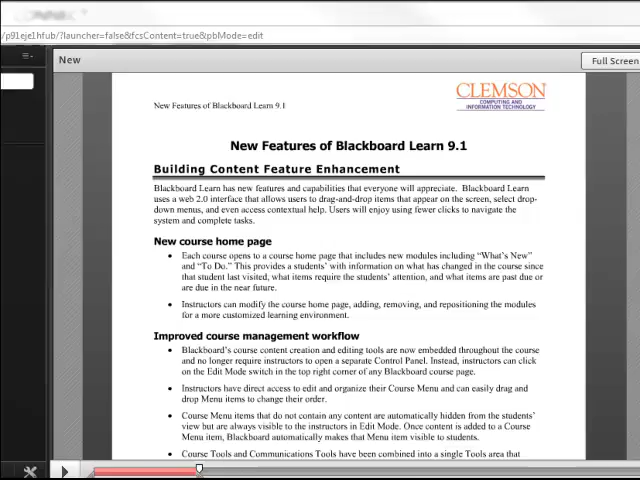 /p91eje1hfub/?launcher=false&fcsContent=true&pbMode=edit
New
Full Screen
CLEMSON
COMPUTING AND
INFORMATION TECHNOLOGY
New Features of Blackboard Learn 9.1
New Features of Blackboard Learn 9.1
Building Content Feature Enhancement
Blackboard Learn has new features and capabilities that everyone will appreciate. Blackboard Learn
uses a web 2.0 interface that allows users to drag-and-drop items that appear on the screen, select drop-
down menus, and even access contextual help. Users will enjoy using fewer clicks to navigate the
system and complete tasks.
New course home page
• Each course opens to a course home page that includes new modules including “What’s New”
and “To Do.” This provides a students’ with information on what has changed in the course since
that student last visited, what items require the students’ attention, and what items are past due or
are due in the near future.
• Instructors can modify the course home page, adding, removing, and repositioning the modules
for a more customized learning environment.
Improved course management workflow
• Blackboard’s course content creation and editing tools are now embedded throughout the course
and no longer require instructors to open a separate Control Panel. Instead, instructors can click
on the Edit Mode switch in the top right corner of any Blackboard course page.
• Instructors have direct access to edit and organize their Course Menu and can easily drag and
drop Menu items to change their order.
• Course Menu items that do not contain any content are automatically hidden from the students’
view but are always visible to the instructors in Edit Mode. Once content is added to a Course
Menu item, Blackboard automatically makes that Menu item visible to students.
• Course Tools and Communications Tools have been combined into a single Tools area that